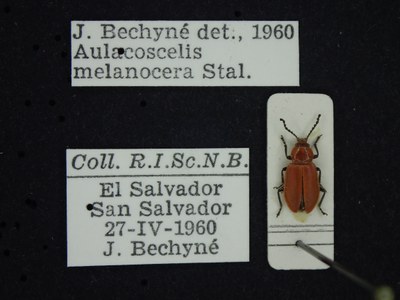 J. Bechyné det., 1960
Aulacoscelis
melanocera Stal.
Coll. R.I.Sc.N.B.
El Salvador
San Salvador
27-IV-1960
J. Bechyné